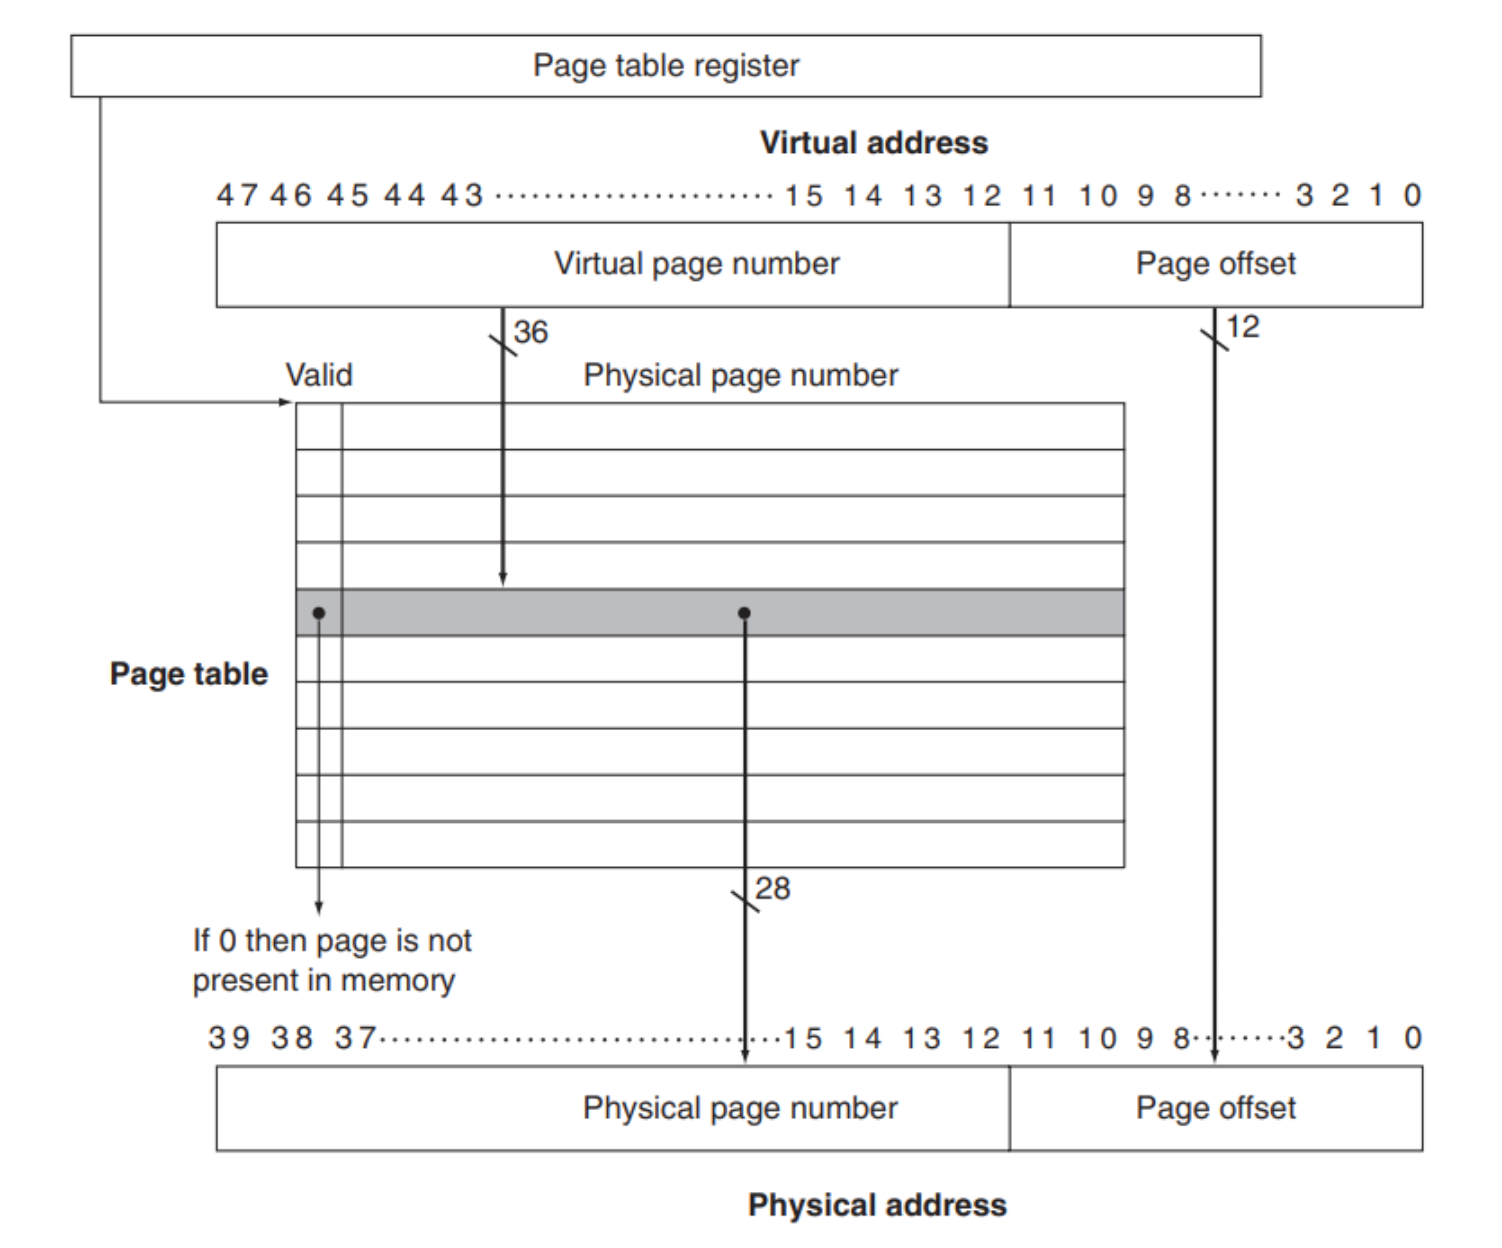 Page table register
Virtual address
47 46 45 44 43 ······················· 15 14 13 12 11 10 9 8 ······· 3 2 1 0
Virtual page number Page offset
36 12
Valid Physical page number
Page table
28
If 0 then page is not
present in memory
39 38 37 ································· 15 14 13 12 11 10 9 8 ········ 3 2 1 0
Physical page number Page offset
Physical address